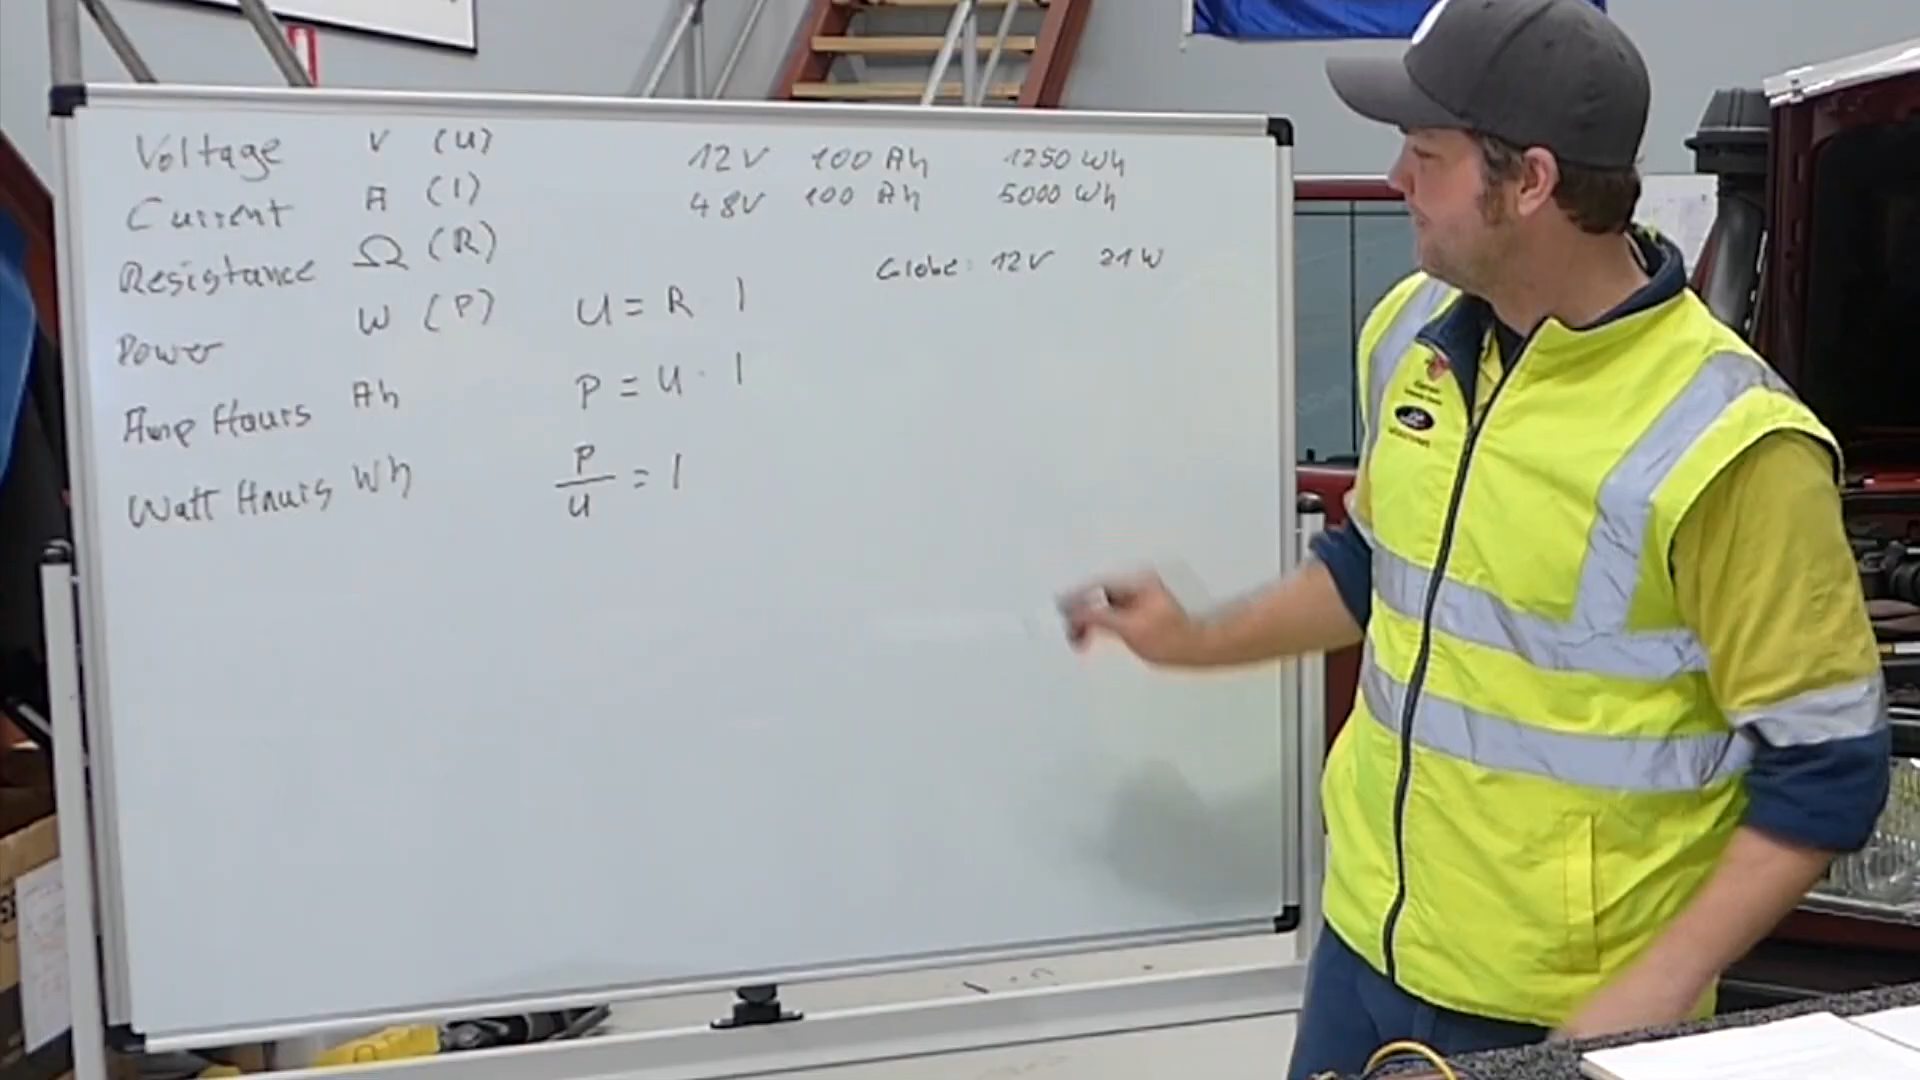 Voltage V (U)
Current A (I)
Resistance Ω (R)
Power W (P)
Amp Hours Ah
Watt Hours Wh
U = R I
P = U · I
P
U
= I
12V 100 Ah 1250 Wh
48V 100 Ah 5000 Wh
Globe: 12V 21W